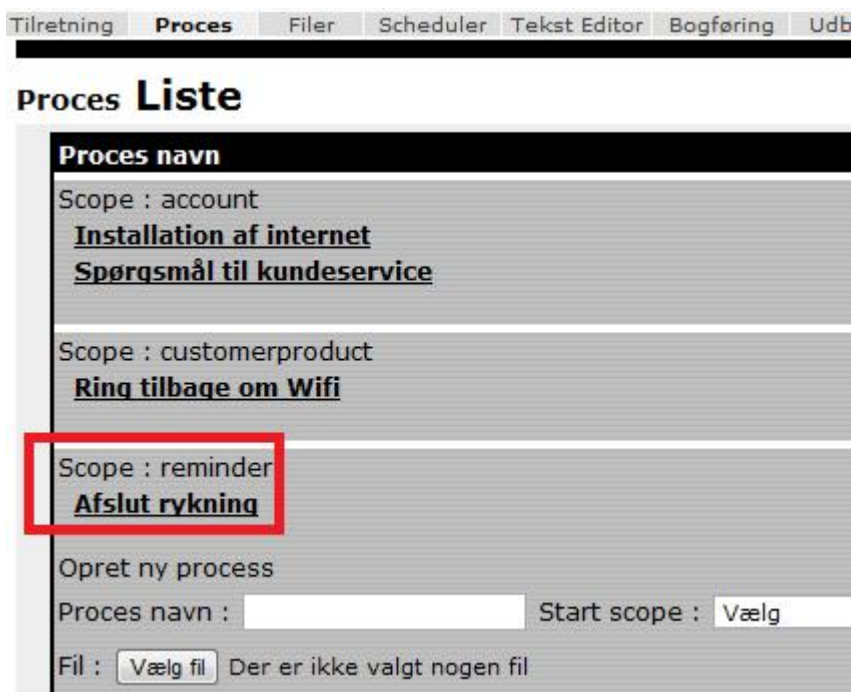 Tilretning Proces Filer Scheduler Tekst Editor Bogføring Udb
Proces Liste
Proces navn
Scope : account
Installation af internet
Spørgsmål til kundeservice
Scope : customerproduct
Ring tilbage om Wifi
Scope : reminder
Afslut rykning
Opret ny process
Proces navn : Start scope : Vælg
Fil : Vælg fil Der er ikke valgt nogen fil